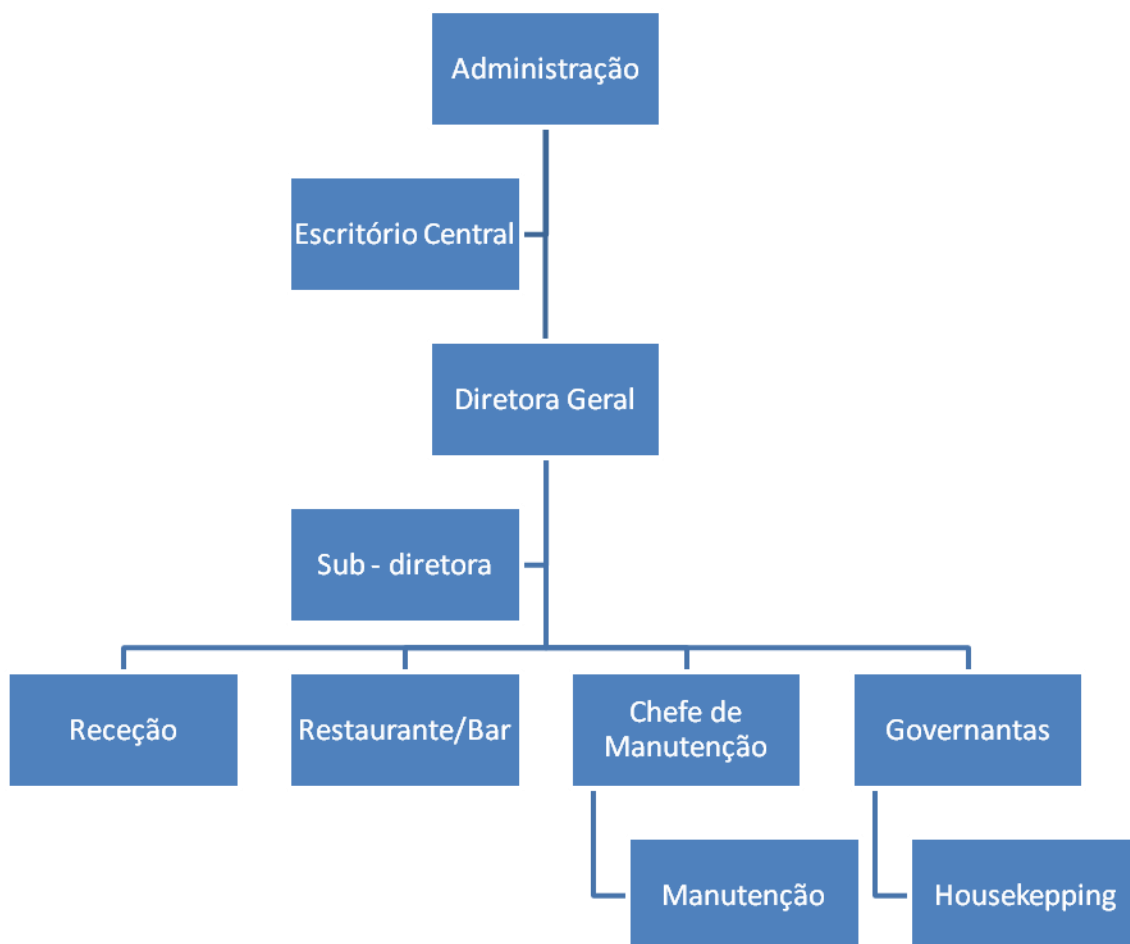 Administração
Escritório Central
Diretora Geral
Sub - diretora
Receção
Restaurante/Bar
Chefe de
Manutenção
Governantas
Manutenção
Housekepping